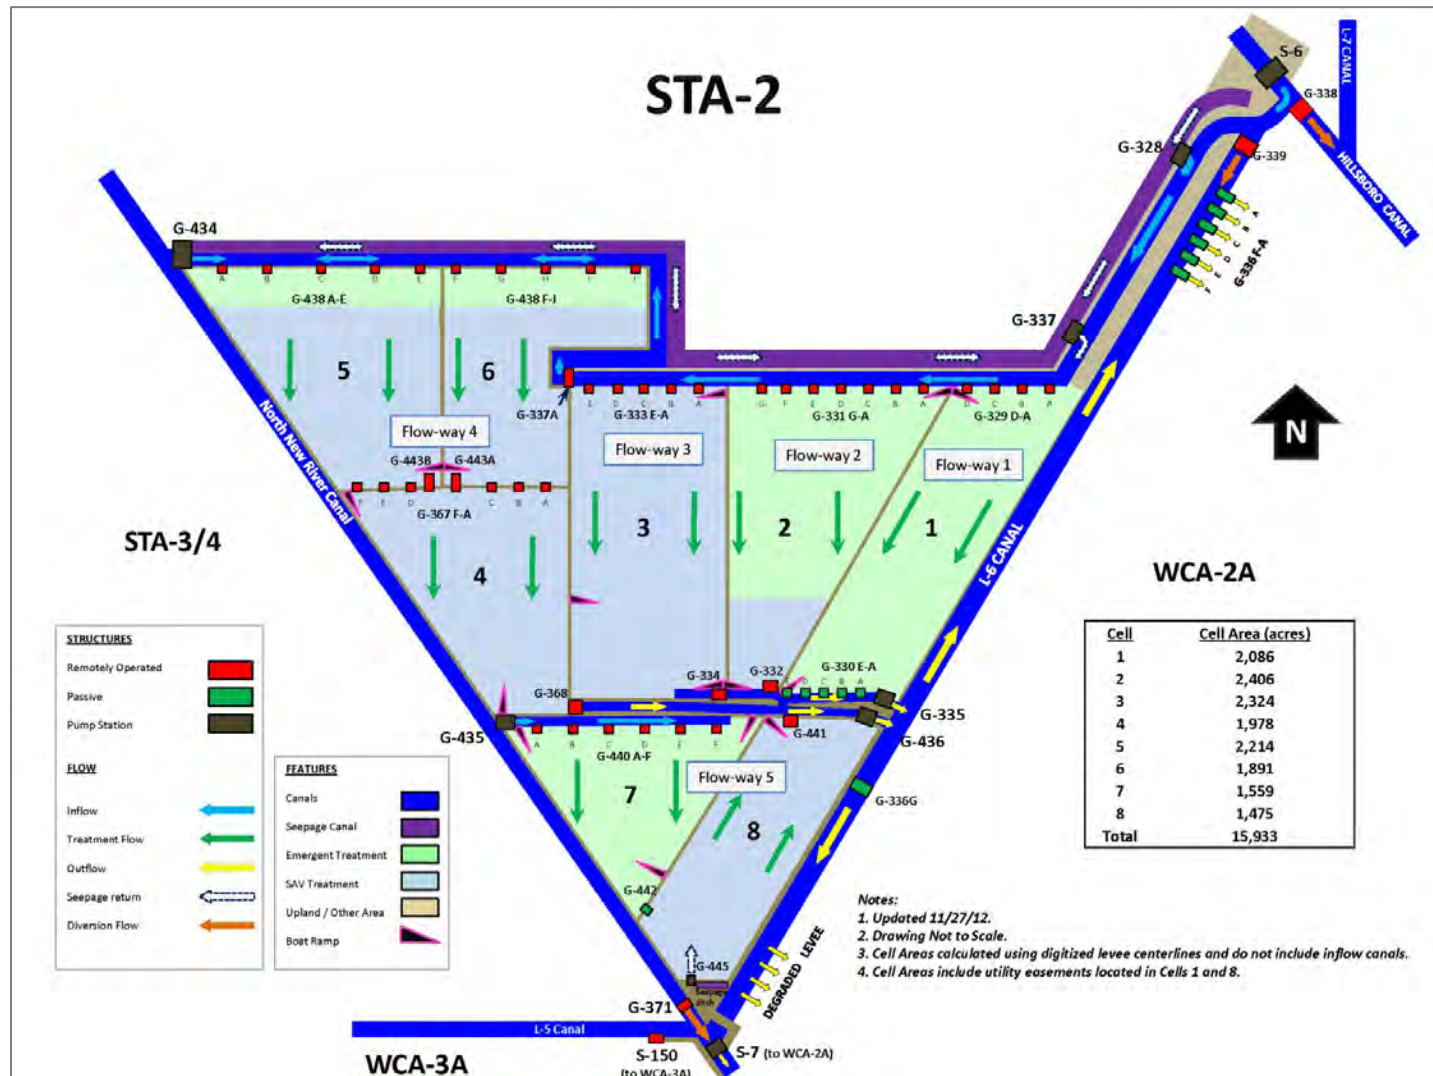 STA-2
S-6
L-7 CANAL
G-338
G-328
G-339
HILLSBORO CANAL
A
B
C
D
E
F
G-336 F-A
G-434
A B C D E F G H I J
G-438 A-E
G-438 F-J
G-337
5
6
G-337A
E D C B A
G-333 E-A
G F E D C B A
G-331 G-A
D C B A
G-329 D-A
N
Flow-way 4
Flow-way 3
Flow-way 2
Flow-way 1
G-443B
G-443A
F E D C B A
G-367 F-A
North New River Canal
3
2
1
L-6 CANAL
STA-3/4
4
WCA-2A
Cell Cell Area (acres)
1 2,086
2 2,406
3 2,324
4 1,978
5 2,214
6 1,891
7 1,559
8 1,475
Total 15,933
STRUCTURES
Remotely Operated
Passive
Pump Station
FLOW
Inflow
Treatment Flow
Outflow
Seepage return
Diversion Flow
FEATURES
Canals
Seepage Canal
Emergent Treatment
SAV Treatment
Upland / Other Area
Boat Ramp
G-334
G-332
G-330 E-A
D C B A
G-368
G-335
G-435
G-441
G-436
A B C D E F
G-440 A-F
Flow-way 5
7
8
G-336G
G-442
G-445
Seepage
ditch
DEGRADED LEVEE
Notes:
1. Updated 11/27/12.
2. Drawing Not to Scale.
3. Cell Areas calculated using digitized levee centerlines and do not include inflow canals.
4. Cell Areas include utility easements located in Cells 1 and 8.
G-371
L-5 Canal
WCA-3A
S-150
(to WCA-3A)
S-7 (to WCA-2A)